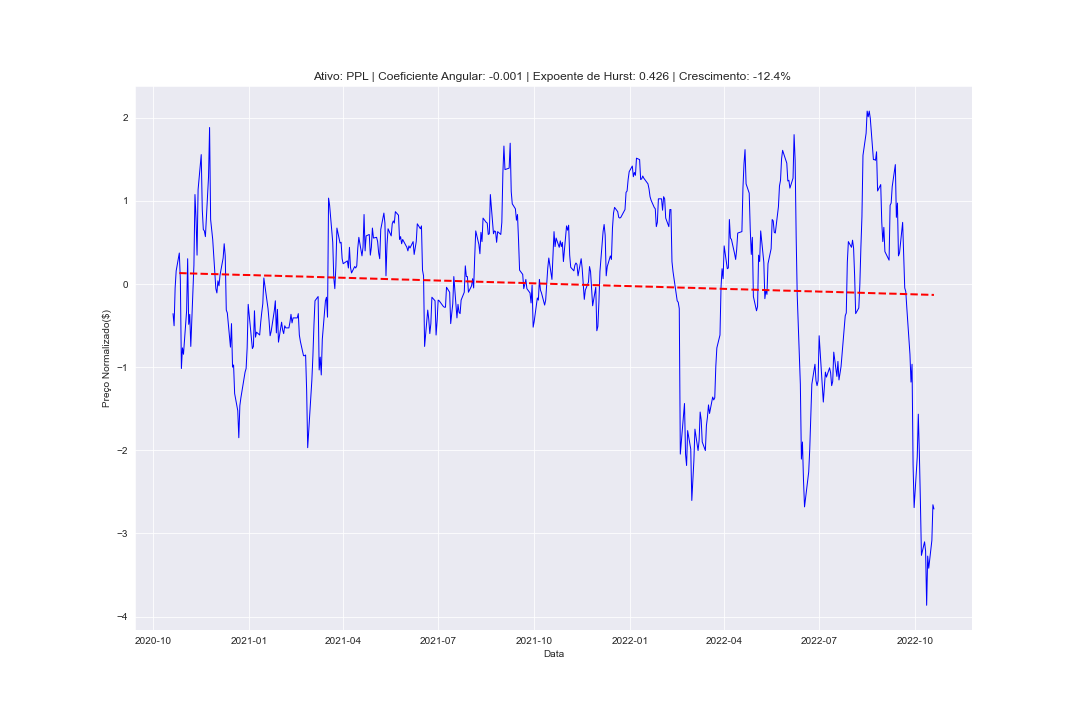 Ativo: PPL | Coeficiente Angular: -0.001 | Expoente de Hurst: 0.426 | Crescimento: -12.4%
2
1
0
−1
−2
−3
−4
Preço Normalizado($)
2020-10 2021-01 2021-04 2021-07 2021-10 2022-01 2022-04 2022-07 2022-10
Data